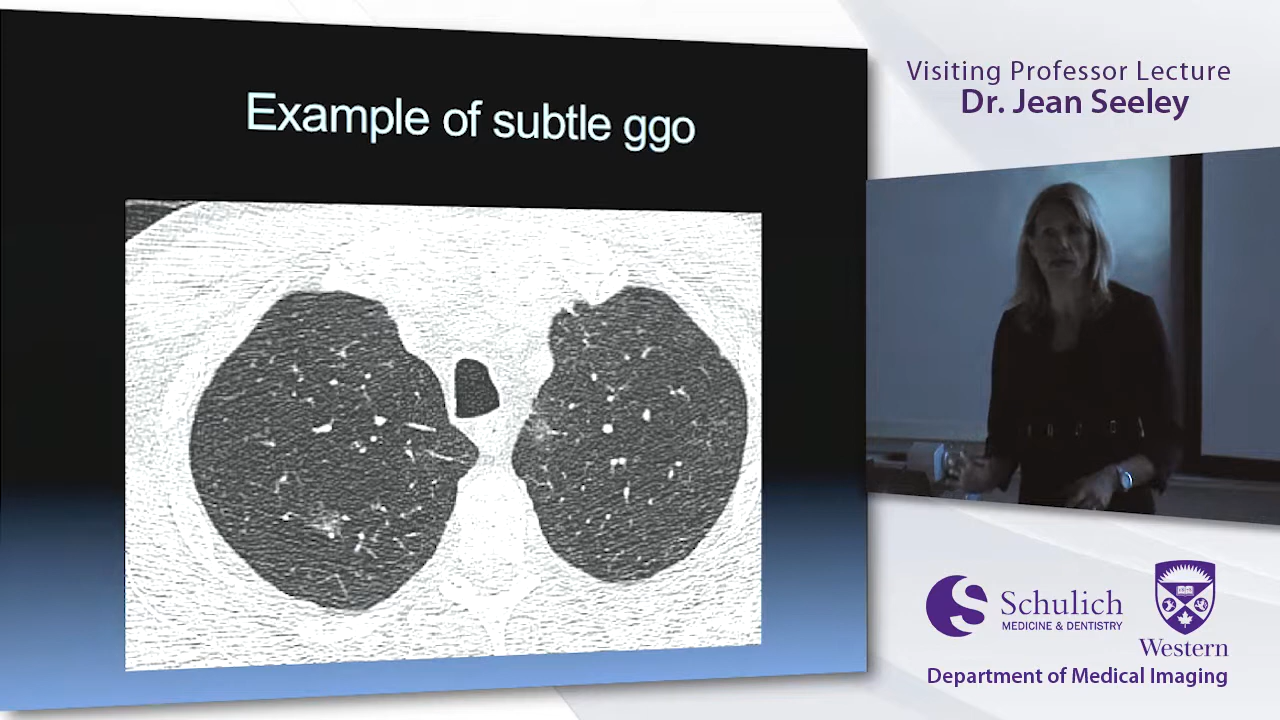 Example of subtle ggo
Visiting Professor Lecture
Dr. Jean Seeley
Schulich
MEDICINE & DENTISTRY
Western
Department of Medical Imaging